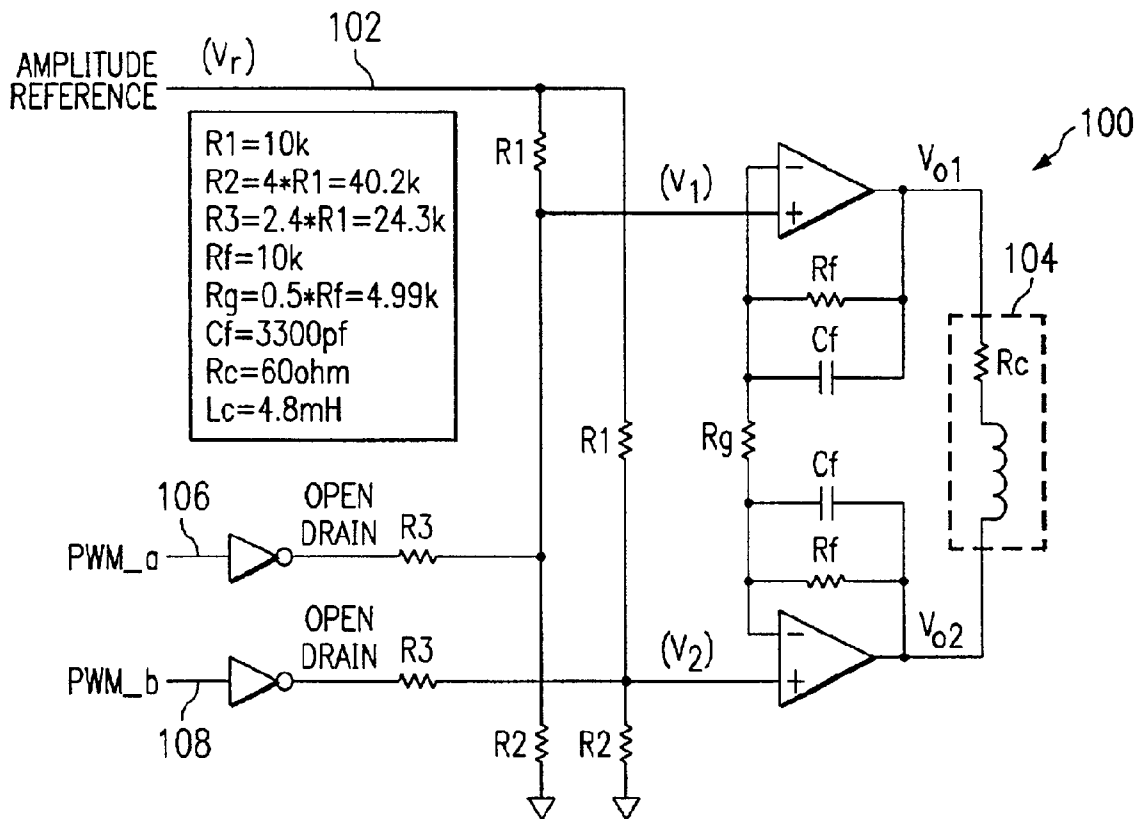 AMPLITUDE
REFERENCE
(Vr)
102
R1=10k
R2=4*R1=40.2k
R3=2.4*R1=24.3k
Rf=10k
Rg=0.5*Rf=4.99k
Cf=3300pf
Rc=60ohm
Lc=4.8mH
R1
(V1)
−
+
Vo1
100
Rf
Cf
104
Rc
R1
Rg
Cf
Rf
106
OPEN
DRAIN
R3
PWM_a
OPEN
DRAIN
R3
PWM_b
108
(V2)
−
+
Vo2
R2
R2